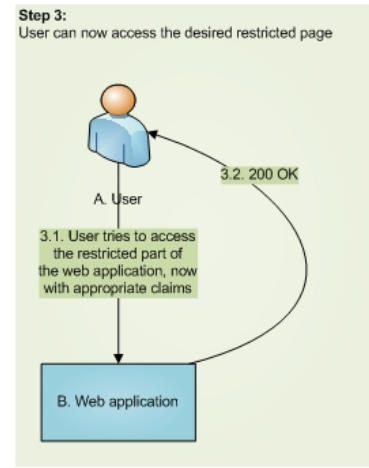 Step 3:
User can now access the desired restricted page
3.2. 200 OK
A. User
3.1. User tries to access
the restricted part of
the web application, now
with appropriate claims
B. Web application